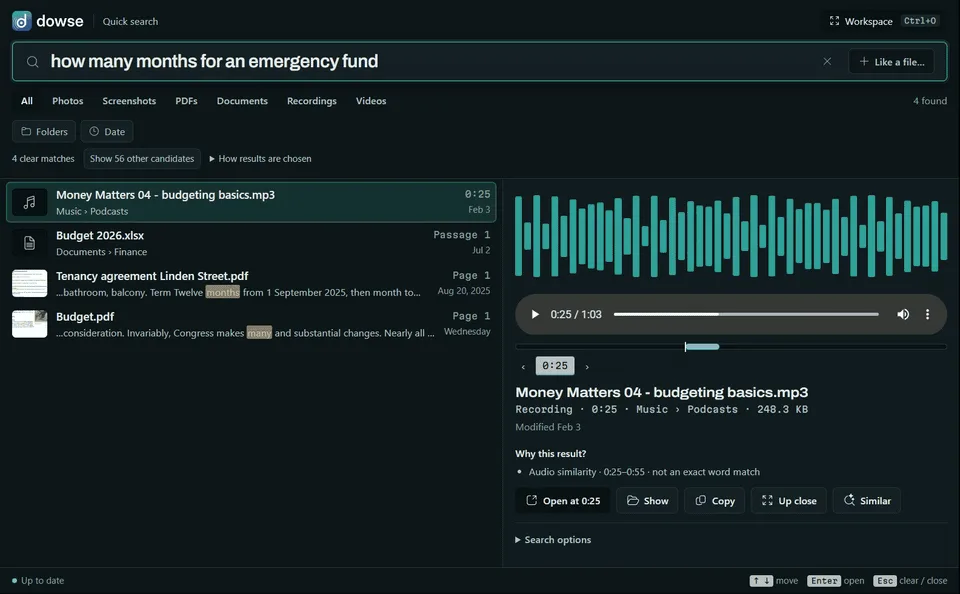 dowse Quick search Workspace Ctrl+O
how many months for an emergency fund Like a file...
All Photos Screenshots PDFs Documents Recordings Videos 4 found
Folders Date
4 clear matches Show 56 other candidates How results are chosen
Money Matters 04 - budgeting basics.mp3 0:25
Music › Podcasts Feb 3
Budget 2026.xlsx Passage 1
Documents › Finance Jul 2
Tenancy agreement Linden Street.pdf Page 1
...bathroom, balcony. Term Twelve months from 1 September 2025, then month to... Aug 20, 2025
Budget.pdf Page 1
...consideration. Invariably, Congress makes many and substantial changes. Nearly all ... Wednesday
0:25 / 1:03
‹ 0:25 ›
Money Matters 04 - budgeting basics.mp3
Recording · 0:25 · Music › Podcasts · 248.3 KB
Modified Feb 3
Why this result?
• Audio similarity · 0:25–0:55 · not an exact word match
Open at 0:25 Show Copy Up close Similar
Search options
Up to date ↑ ↓ move Enter open Esc clear / close